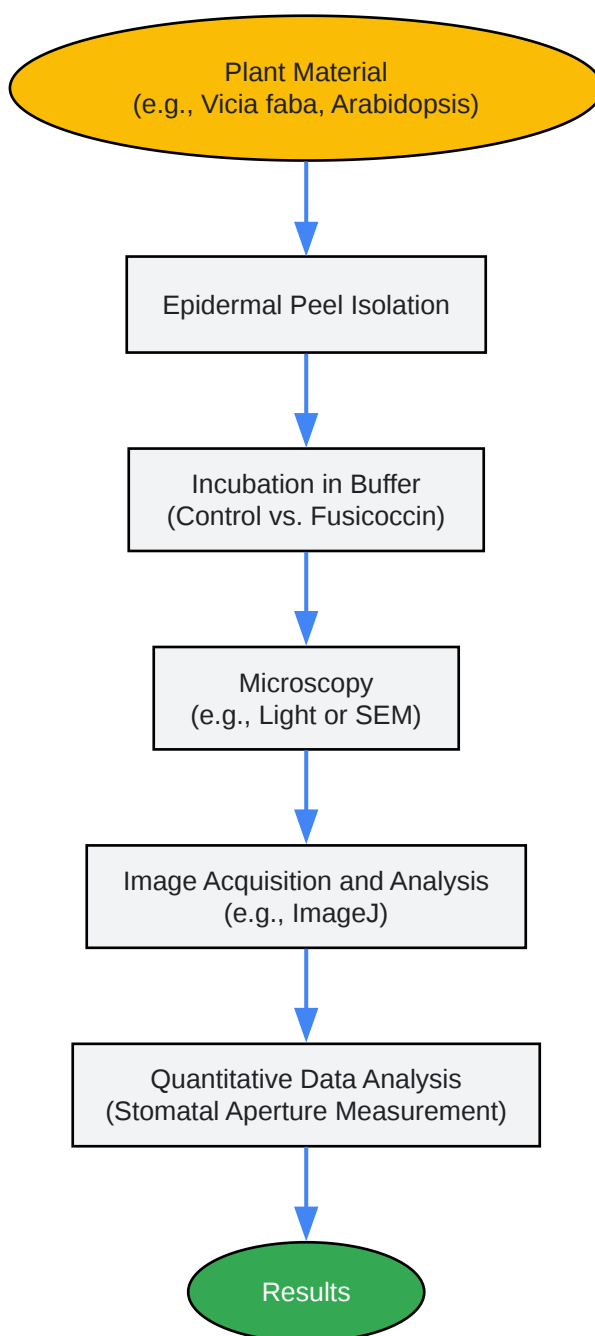 Plant Material
(e.g., Vicia faba, Arabidopsis)
Epidermal Peel Isolation
Incubation in Buffer
(Control vs. Fusicoccin)
Microscopy
(e.g., Light or SEM)
Image Acquisition and Analysis
(e.g., ImageJ)
Quantitative Data Analysis
(Stomatal Aperture Measurement)
Results